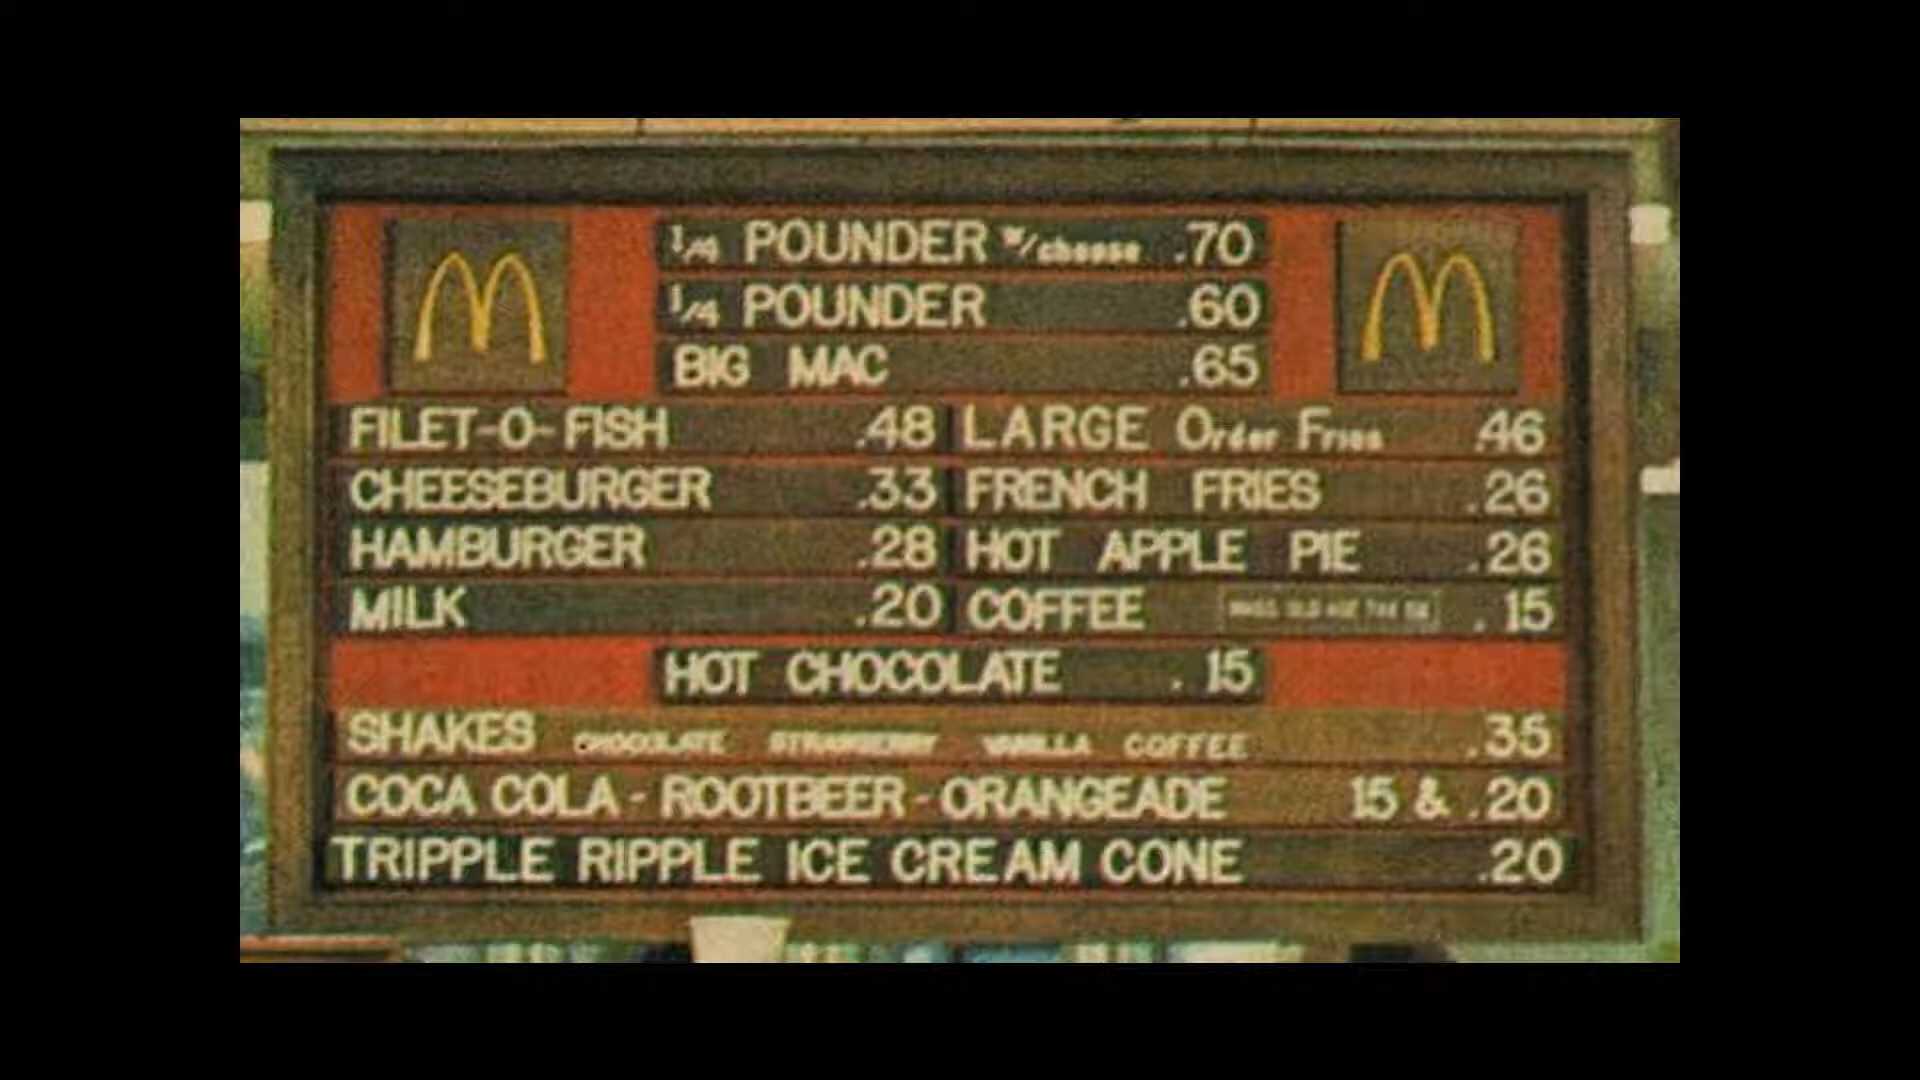 1/4 POUNDER w/cheese .70
1/4 POUNDER .60
BIG MAC .65
FILET-O-FISH .48
LARGE Order Fries .46
CHEESEBURGER .33
FRENCH FRIES .26
HAMBURGER .28
HOT APPLE PIE .26
MILK .20
COFFEE .15
HOT CHOCOLATE .15
SHAKES CHOCOLATE STRAWBERRY VANILLA COFFEE .35
COCA COLA - ROOTBEER - ORANGEADE 15 & .20
TRIPPLE RIPPLE ICE CREAM CONE .20